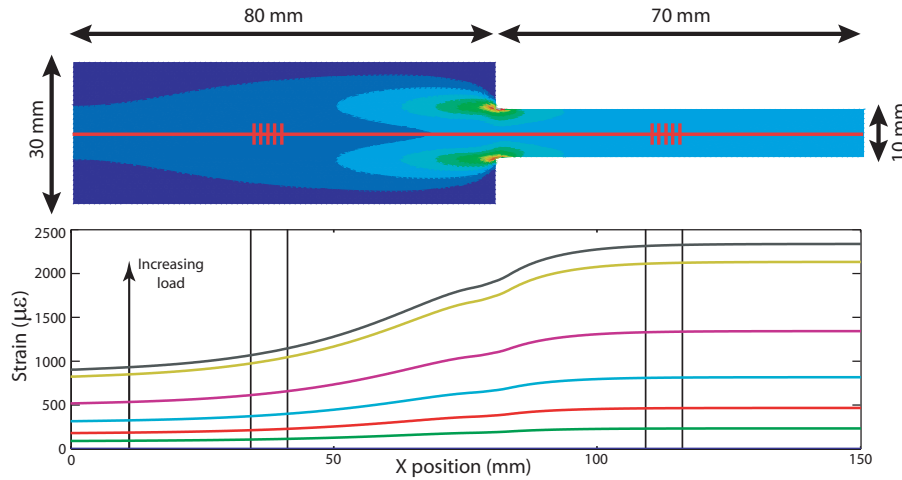 80 mm
70 mm
30 mm
10 mm
2500
2000
1500
1000
500
0
Strain (με)
Increasing
load
0
50
100
150
X position (mm)